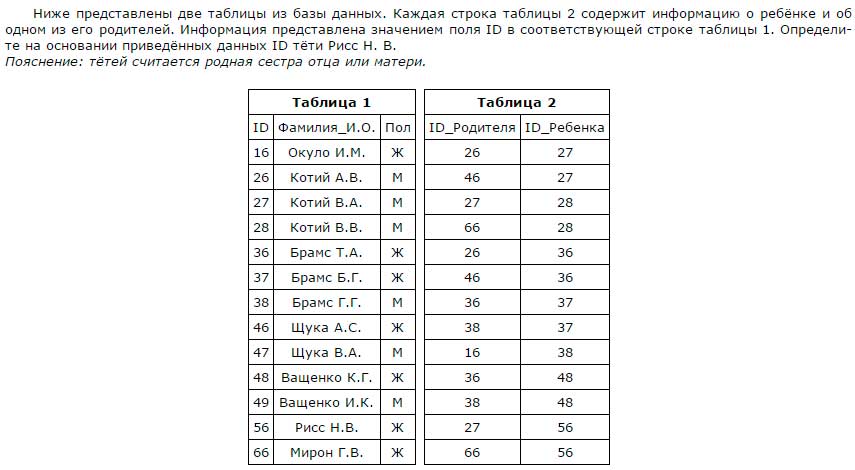 Ниже представлены две таблицы из базы данных. Каждая строка таблицы 2 содержит информацию о ребёнке и об
одном из его родителей. Информация представлена значением поля ID в соответствующей строке таблицы 1. Определи-
те на основании приведённых данных ID тёти Рисс Н. В.
Пояснение: тётей считается родная сестра отца или матери.
Таблица 1 Таблица 2
ID Фамилия_И.О. Пол ID_Родителя ID_Ребенка
16 Окуло И.М. Ж 26 27
26 Котий А.В. М 46 27
27 Котий В.А. М 27 28
28 Котий В.В. М 66 28
36 Брамс Т.А. Ж 26 36
37 Брамс Б.Г. Ж 46 36
38 Брамс Г.Г. М 36 37
46 Щука А.С. Ж 38 37
47 Щука В.А. М 16 38
48 Ващенко К.Г. Ж 36 48
49 Ващенко И.К. М 38 48
56 Рисс Н.В. Ж 27 56
66 Мирон Г.В. Ж 66 56